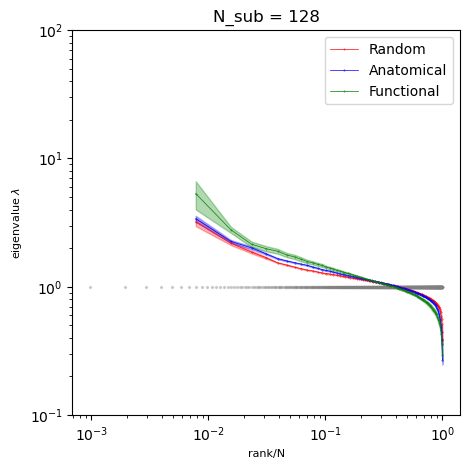 N_sub = 128
Random
Anatomical
Functional
eigenvalue λ
10²
10¹
10⁰
10⁻¹
10⁻³
10⁻²
10⁻¹
10⁰
rank/N